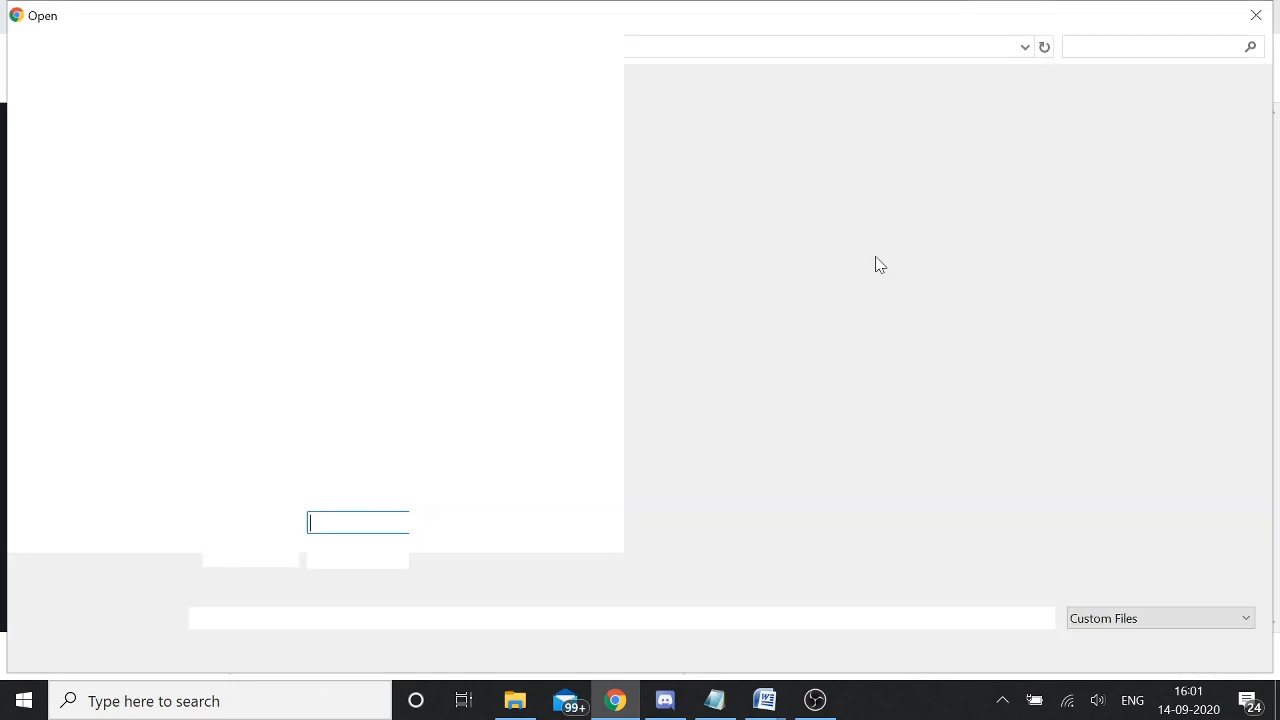 Open
Custom Files
Type here to search
99+
ENG
16:01
14-09-2020
24